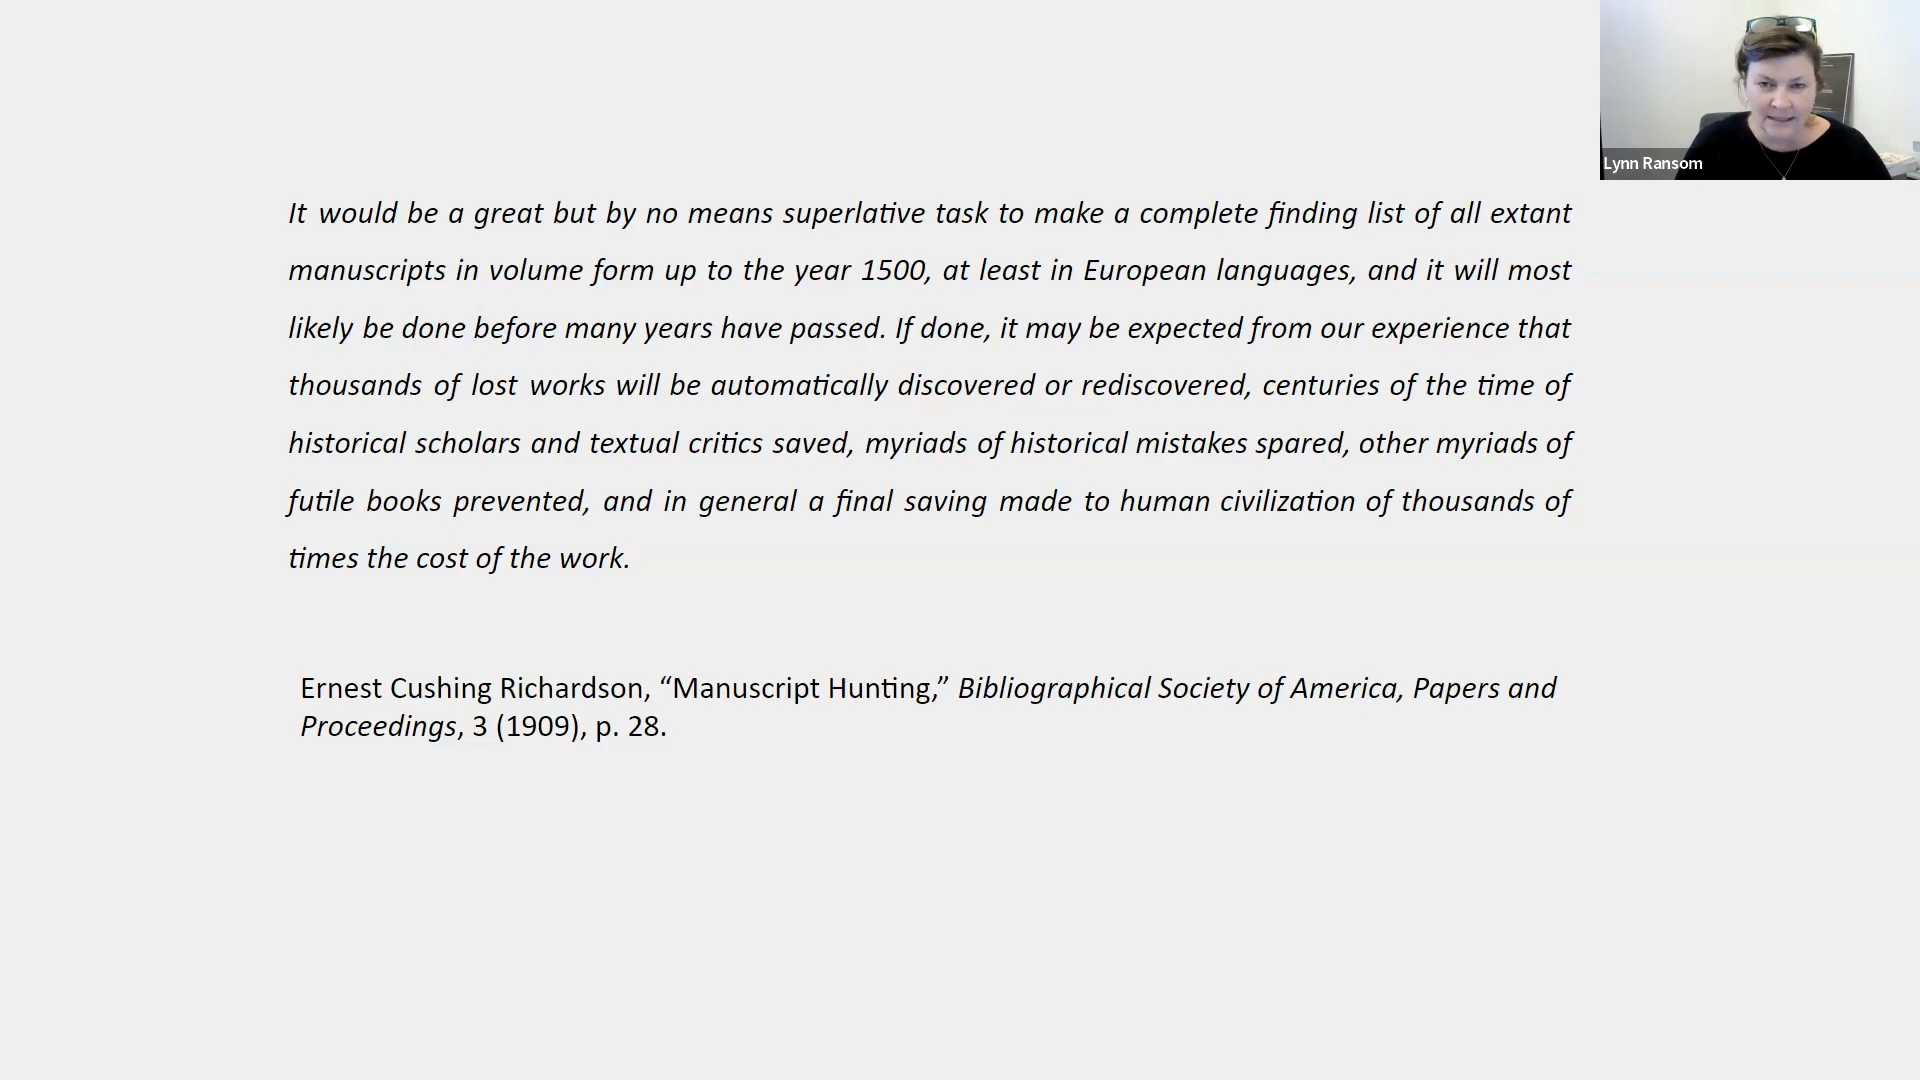 Lynn Ransom
It would be a great but by no means superlative task to make a complete finding list of all extant
manuscripts in volume form up to the year 1500, at least in European languages, and it will most
likely be done before many years have passed. If done, it may be expected from our experience that
thousands of lost works will be automatically discovered or rediscovered, centuries of the time of
historical scholars and textual critics saved, myriads of historical mistakes spared, other myriads of
futile books prevented, and in general a final saving made to human civilization of thousands of
times the cost of the work.
Ernest Cushing Richardson, “Manuscript Hunting,” Bibliographical Society of America, Papers and
Proceedings, 3 (1909), p. 28.